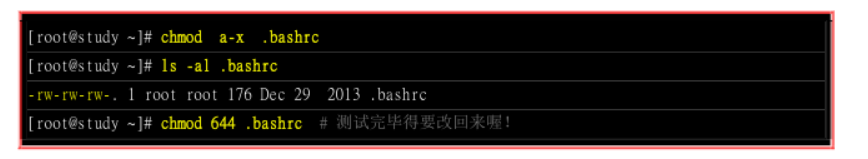 [root@study ~]# chmod  a-x  .bashrc
[root@study ~]# ls -al .bashrc
-rw-rw-rw-. 1 root root 176 Dec 29  2013 .bashrc
[root@study ~]# chmod 644 .bashrc  # 测试完毕得要改回来喔！